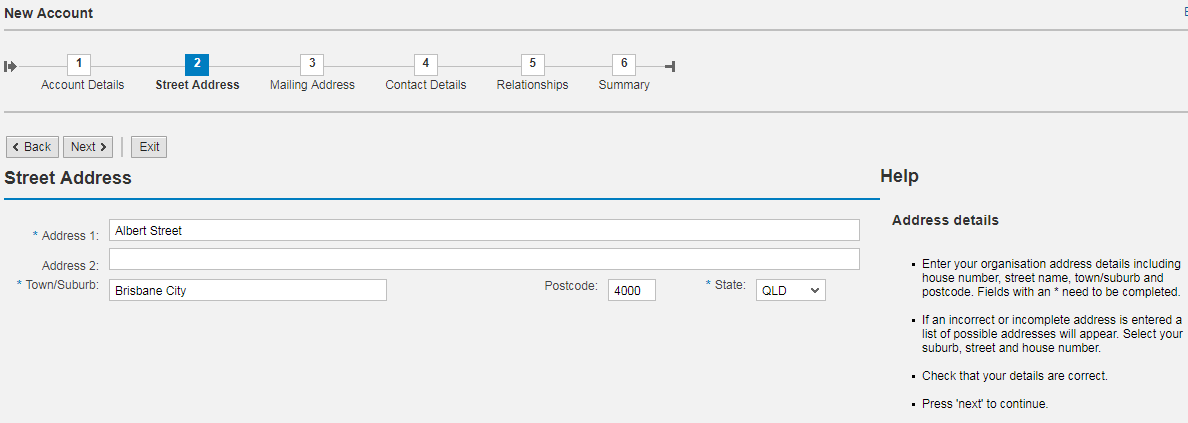 New Account
1 2 3 4 5 6
Account Details Street Address Mailing Address Contact Details Relationships Summary
Back Next Exit
Street Address
* Address 1: Albert Street
Address 2:
* Town/Suburb: Brisbane City Postcode: 4000 * State: QLD
Help
Address details
Enter your organisation address details including
house number, street name, town/suburb and
postcode. Fields with an * need to be completed.
If an incorrect or incomplete address is entered a
list of possible addresses will appear. Select your
suburb, street and house number.
Check that your details are correct.
Press 'next' to continue.